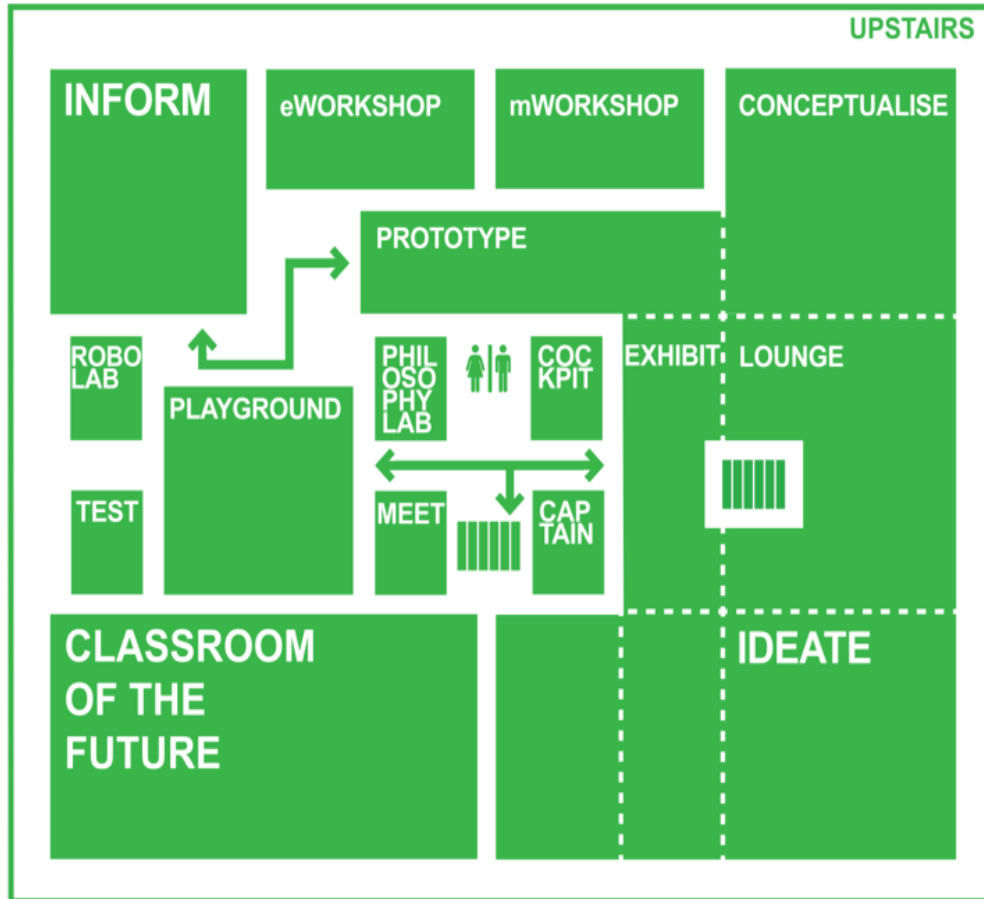 UPSTAIRS
INFORM
eWORKSHOP
mWORKSHOP
CONCEPTUALISE
PROTOTYPE
ROBO
LAB
PLAYGROUND
PHIL
OSO
PHY
LAB
COC
KPIT
EXHIBIT
LOUNGE
TEST
MEET
CAP
TAIN
CLASSROOM
OF THE
FUTURE
IDEATE